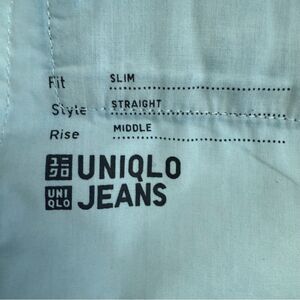 Fit SLIM
Style STRAIGHT
Rise MIDDLE
ユニクロ UNIQLO
UNIQLO JEANS